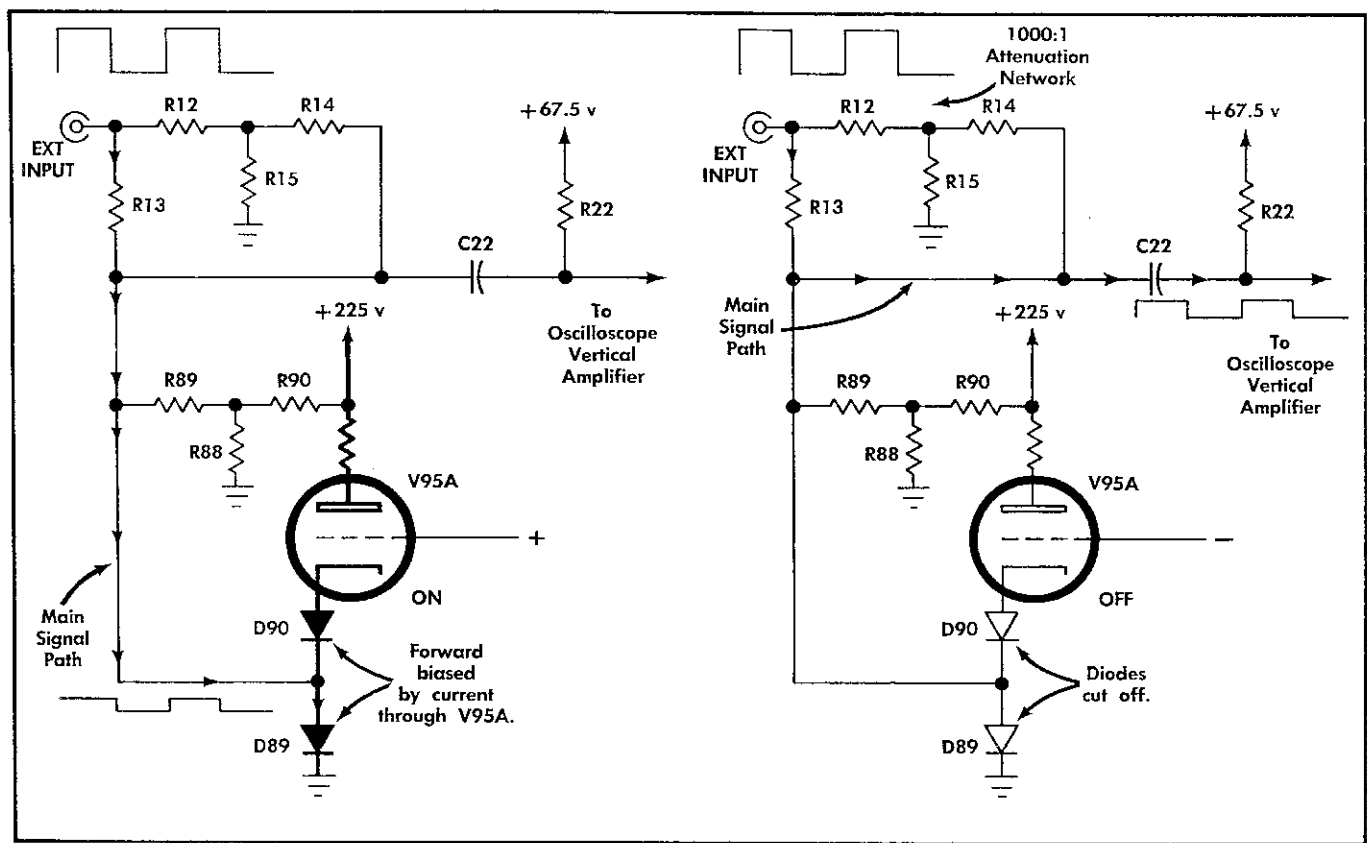 R12
R14
+67.5 v
EXT
INPUT
R13
R15
R22
C22
+225 v
To
Oscilloscope
Vertical
Amplifier
R89
R90
R88
V95A
+
ON
Main
Signal
Path
D90
Forward
biased
by current
through V95A.
D89
1000:1
Attenuation
Network
R12
R14
+67.5 v
EXT
INPUT
R13
R15
R22
C22
Main
Signal
Path
+225 v
To
Oscilloscope
Vertical
Amplifier
R89
R90
R88
V95A
−
OFF
D90
Diodes
cut off.
D89